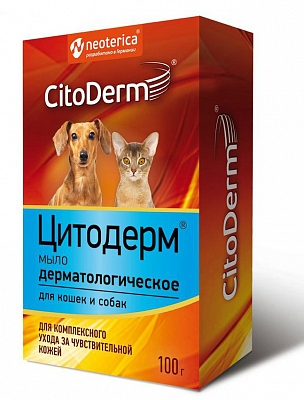 neoterica®
разработано в Германии
CitoDerm®
Цитодерм®
мыло
дерматологическое
для кошек и собак
ДЛЯ КОМПЛЕКСНОГО
УХОДА ЗА ЧУВСТВИТЕЛЬНОЙ
КОЖЕЙ
100 г
CitoDerm®